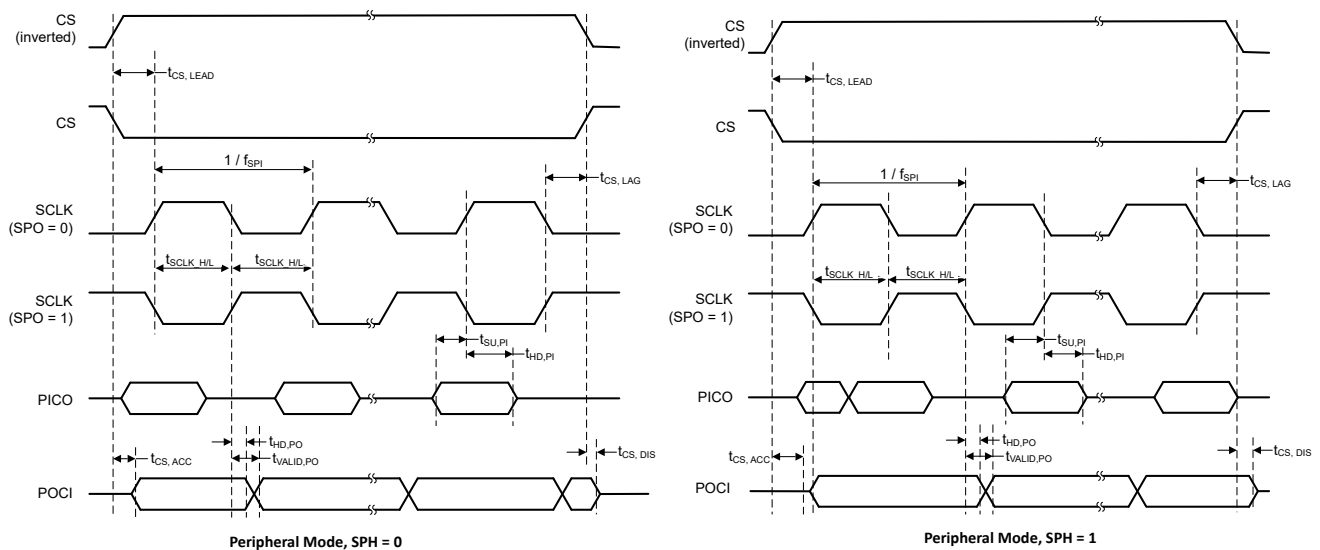 CS
(inverted)
tCS, LEAD
CS
1 / fSPI
tCS, LAG
SCLK
(SPO = 0)
tSCLK_H/L
tSCLK_H/L
SCLK
(SPO = 1)
tSU,PI
tHD,PI
PICO
tHD,PO
tVALID,PO
tCS, ACC
tCS, DIS
POCI
Peripheral Mode, SPH = 0
CS
(inverted)
tCS, LEAD
CS
1 / fSPI
tCS, LAG
SCLK
(SPO = 0)
tSCLK_H/L
tSCLK_H/L
SCLK
(SPO = 1)
tSU,PI
tHD,PI
PICO
tHD,PO
tVALID,PO
tCS, ACC
tCS, DIS
POCI
Peripheral Mode, SPH = 1